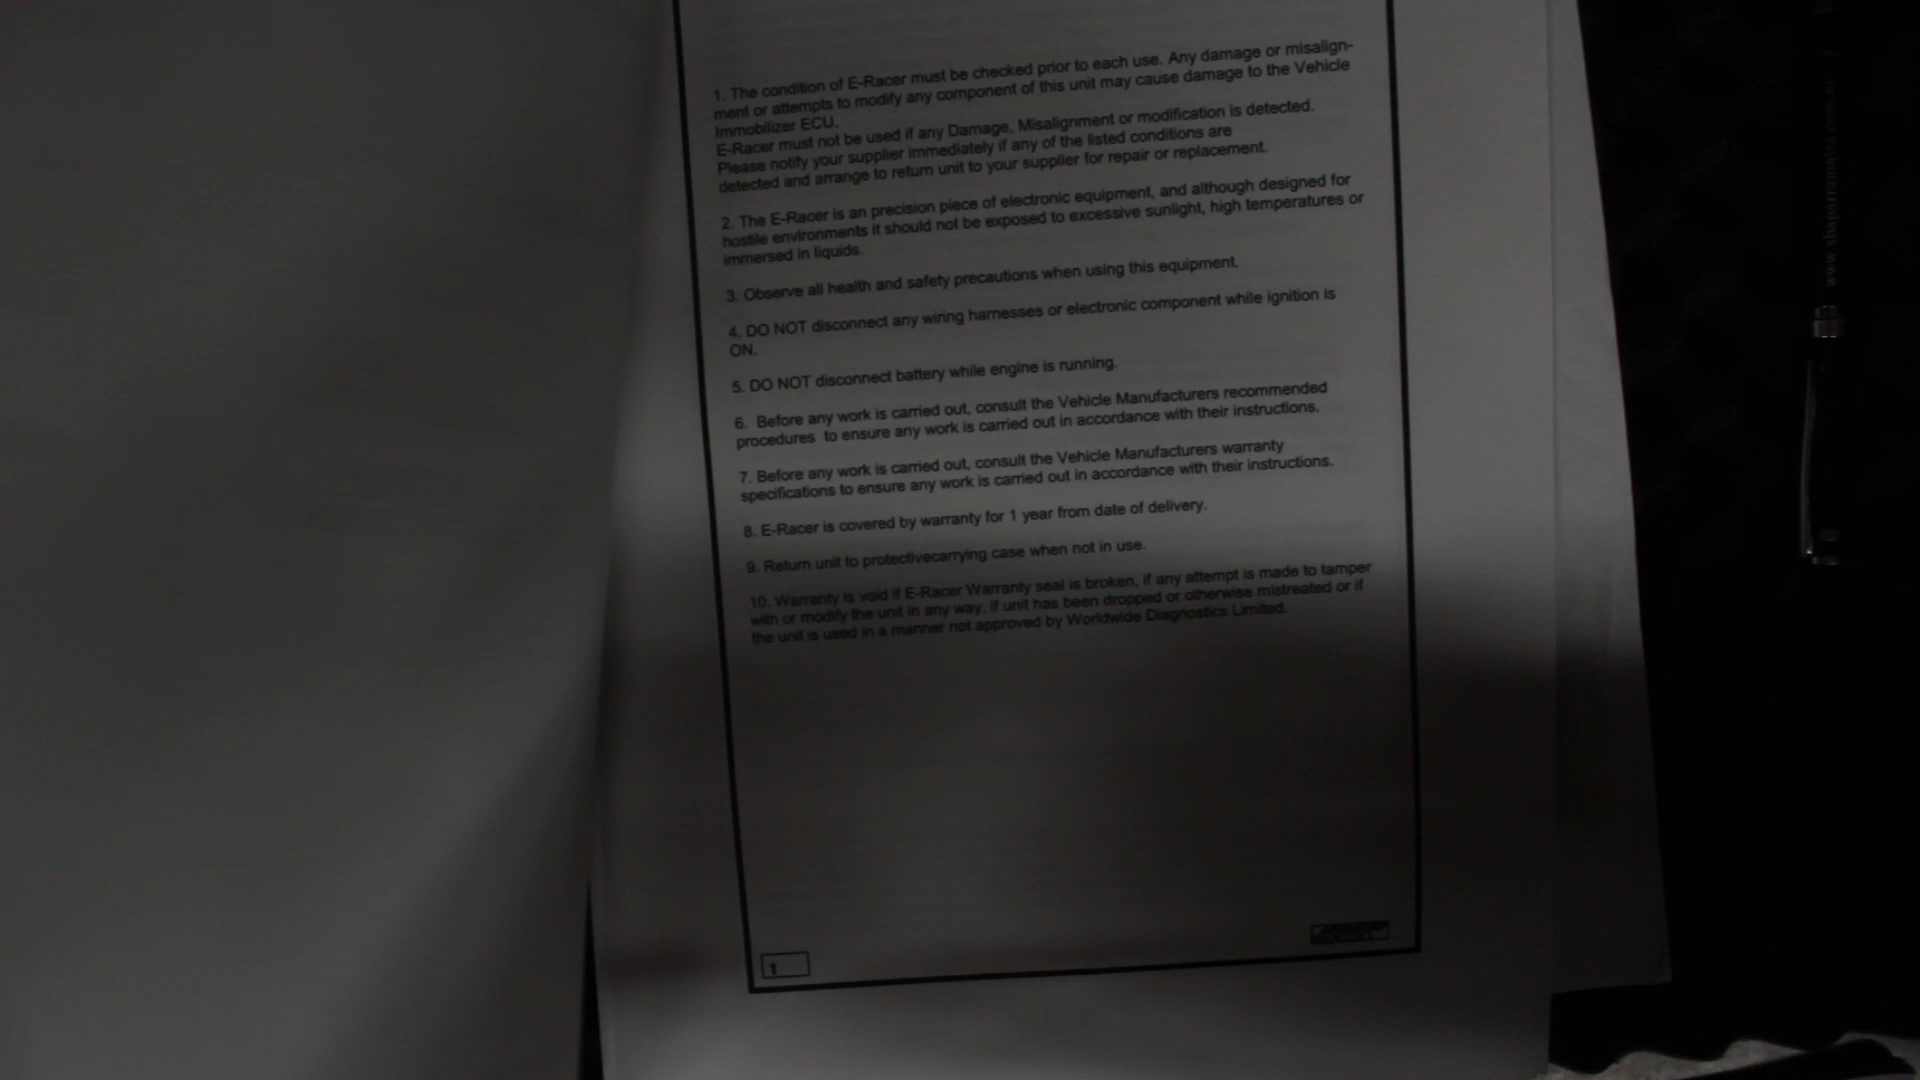 1. The condition of E-Racer must be checked prior to each use. Any damage or misalign-
ment or attempts to modify any component of this unit may cause damage to the Vehicle
Immobilizer ECU.
E-Racer must not be used if any Damage, Misalignment or modification is detected.
Please notify your supplier immediately if any of the listed conditions are
detected and arrange to return unit to your supplier for repair or replacement.
2. The E-Racer is an precision piece of electronic equipment, and although designed for
hostile environments it should not be exposed to excessive sunlight, high temperatures or
immersed in liquids.
3. Observe all health and safety precautions when using this equipment.
4. DO NOT disconnect any wiring harnesses or electronic component while ignition is
ON.
5. DO NOT disconnect battery while engine is running.
6. Before any work is carried out, consult the Vehicle Manufacturers recommended
procedures to ensure any work is carried out in accordance with their instructions.
7. Before any work is carried out, consult the Vehicle Manufacturers warranty
specifications to ensure any work is carried out in accordance with their instructions.
8. E-Racer is covered by warranty for 1 year from date of delivery.
9. Return unit to protectivecarrying case when not in use.
10. Warranty is void if E-Racer Warranty seal is broken, if any attempt is made to tamper
with or modify the unit in any way, if unit has been dropped or otherwise mistreated or if
the unit is used in a manner not approved by Worldwide Diagnostics Limited.
1